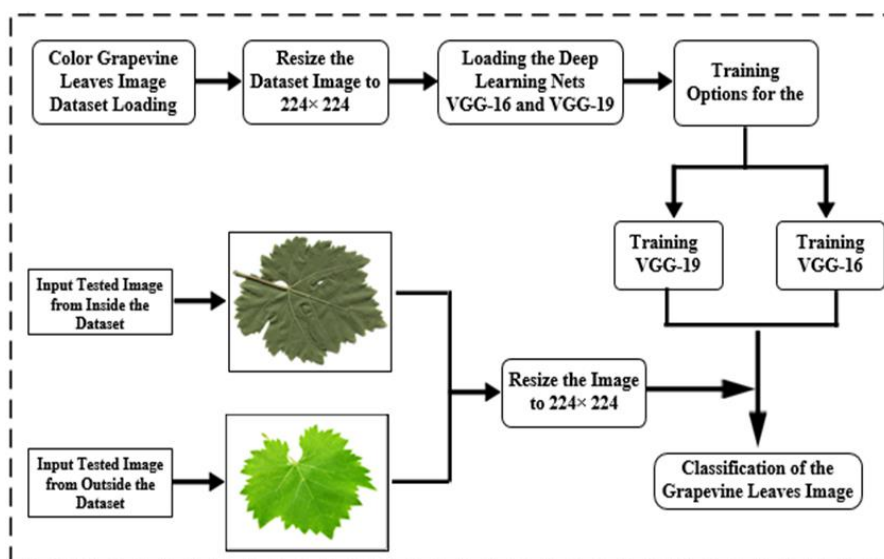 Color Grapevine
Leaves Image
Dataset Loading
Resize the
Dataset Image to
224× 224
Loading the Deep
Learning Nets
VGG-16 and VGG-19
Training
Options for the
Training
VGG-19
Training
VGG-16
Input Tested Image
from Inside the
Dataset
Resize the Image
to 224× 224
Input Tested Image
from Outside the
Dataset
Classification of the
Grapevine Leaves Image